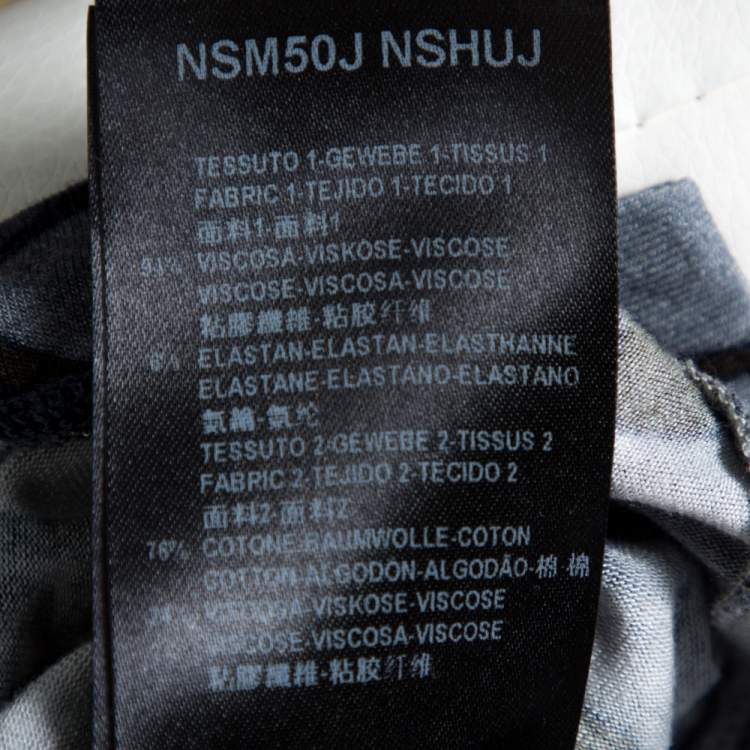 NSM50J NSHUJ
TESSUTO 1-GEWEBE 1-TISSUS 1
FABRIC 1-TEJIDO 1-TECIDO 1
面料1-面料1
VISCOSA-VISKOSE-VISCOSE
VISCOSE-VISCOSA-VISCOSE
粘膠纖維-粘胶纤维
ELASTAN-ELASTAN-ELASTHANNE
ELASTANE-ELASTANO-ELASTANO
TESSUTO 2-GEWEBE 2-TISSUS 2
FABRIC 2-TEJIDO 2-TECIDO 2
面料2-面料2
76% COTONE-BAUMWOLLE-COTON
COTTON-ALGODON-ALGODÃO-棉-棉
VISCOSA-VISKOSE-VISCOSE
VISCOSE-VISCOSA-VISCOSE
粘膠纖維-粘胶纤维